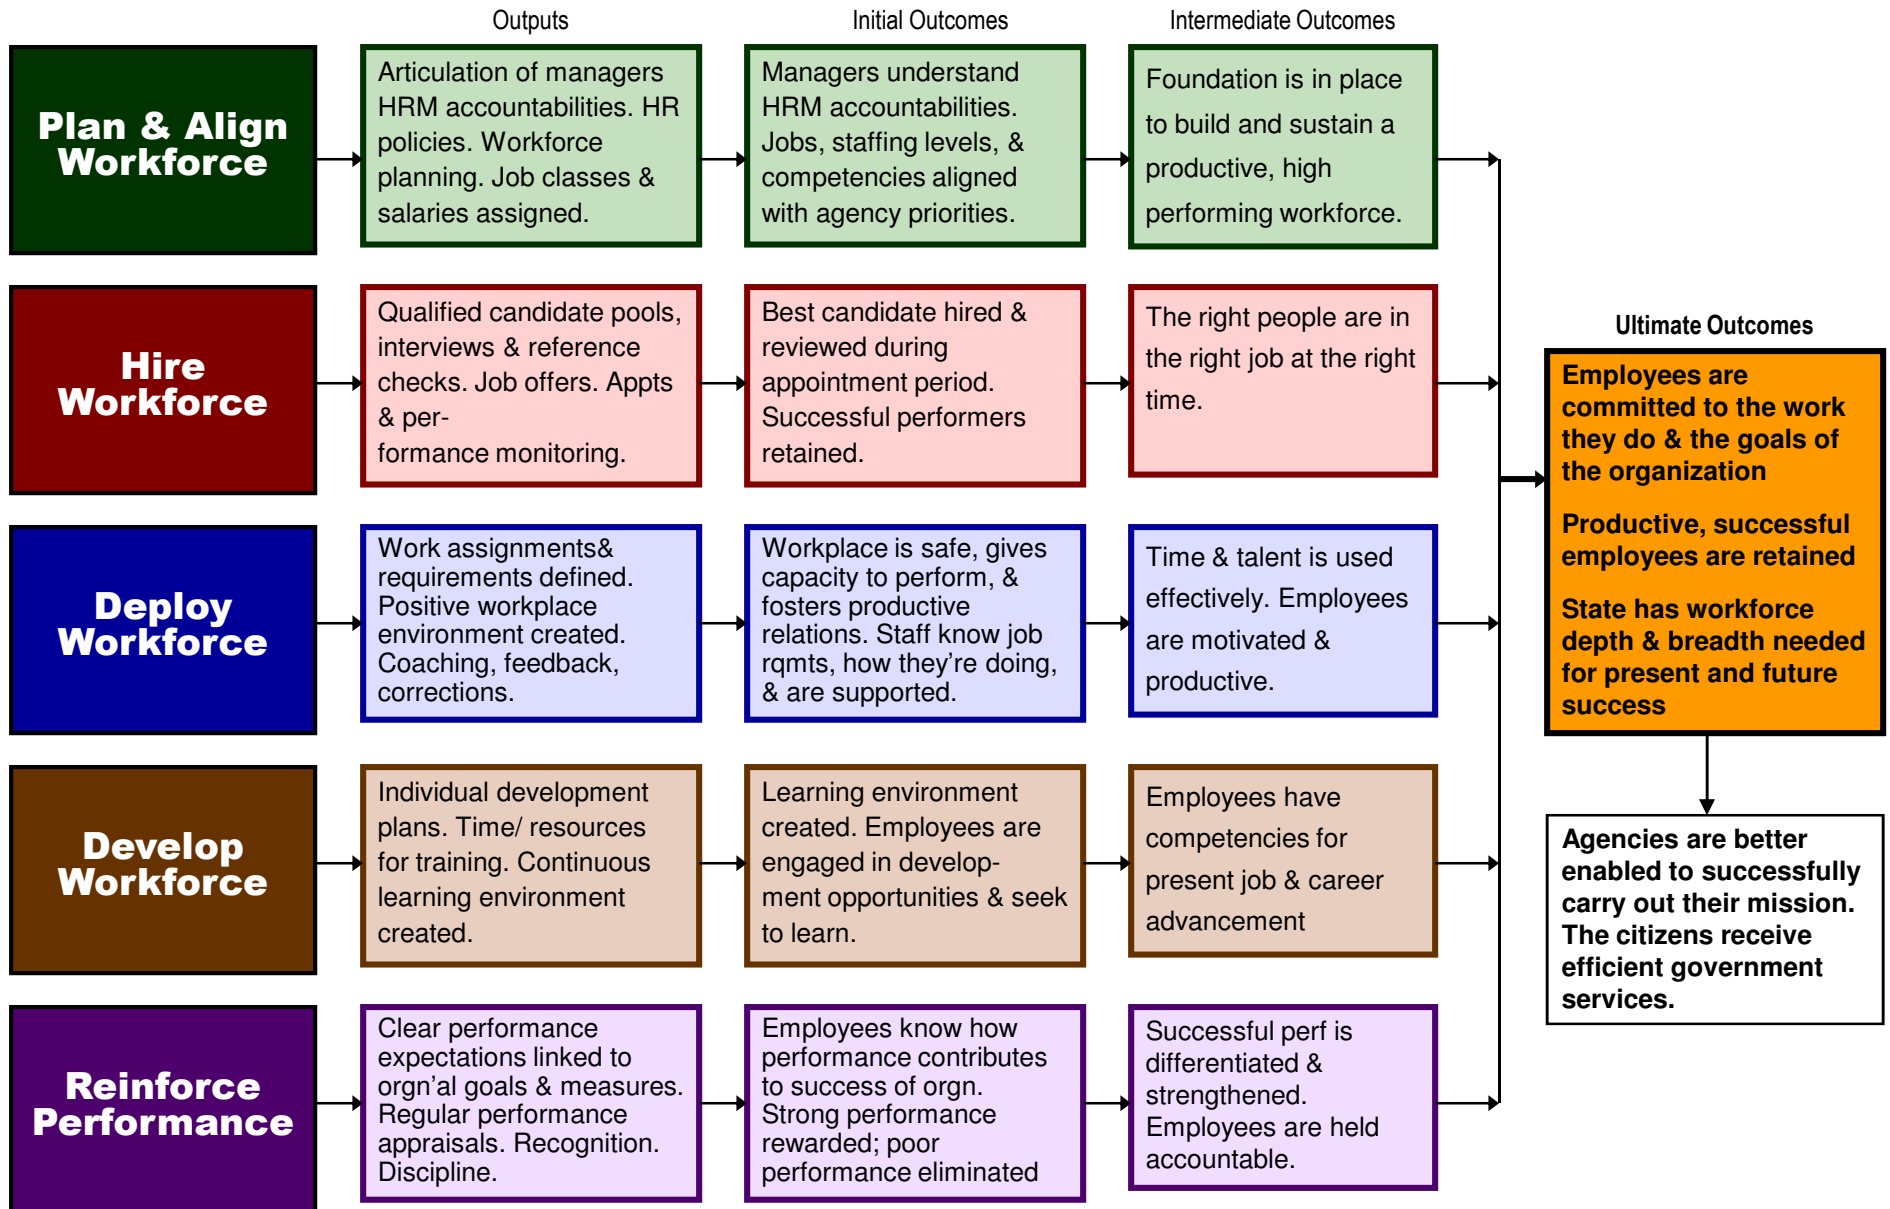 Outputs
Initial Outcomes
Intermediate Outcomes
Plan & Align
Workforce
Articulation of managers
HRM accountabilities. HR
policies. Workforce
planning. Job classes &
salaries assigned.
Managers understand
HRM accountabilities.
Jobs, staffing levels, &
competencies aligned
with agency priorities.
Foundation is in place
to build and sustain a
productive, high
performing workforce.
Hire
Workforce
Qualified candidate pools,
interviews & reference
checks. Job offers. Appts
& per-
formance monitoring.
Best candidate hired &
reviewed during
appointment period.
Successful performers
retained.
The right people are in
the right job at the right
time.
Deploy
Workforce
Work assignments&
requirements defined.
Positive workplace
environment created.
Coaching, feedback,
corrections.
Workplace is safe, gives
capacity to perform, &
fosters productive
relations. Staff know job
rqmts, how they’re doing,
& are supported.
Time & talent is used
effectively. Employees
are motivated &
productive.
Develop
Workforce
Individual development
plans. Time/ resources
for training. Continuous
learning environment
created.
Learning environment
created. Employees are
engaged in develop-
ment opportunities & seek
to learn.
Employees have
competencies for
present job & career
advancement
Reinforce
Performance
Clear performance
expectations linked to
orgn’al goals & measures.
Regular performance
appraisals. Recognition.
Discipline.
Employees know how
performance contributes
to success of orgn.
Strong performance
rewarded; poor
performance eliminated
Successful perf is
differentiated &
strengthened.
Employees are held
accountable.
Ultimate Outcomes
Employees are
committed to the work
they do & the goals of
the organization
Productive, successful
employees are retained
State has workforce
depth & breadth needed
for present and future
success
Agencies are better
enabled to successfully
carry out their mission.
The citizens receive
efficient government
services.